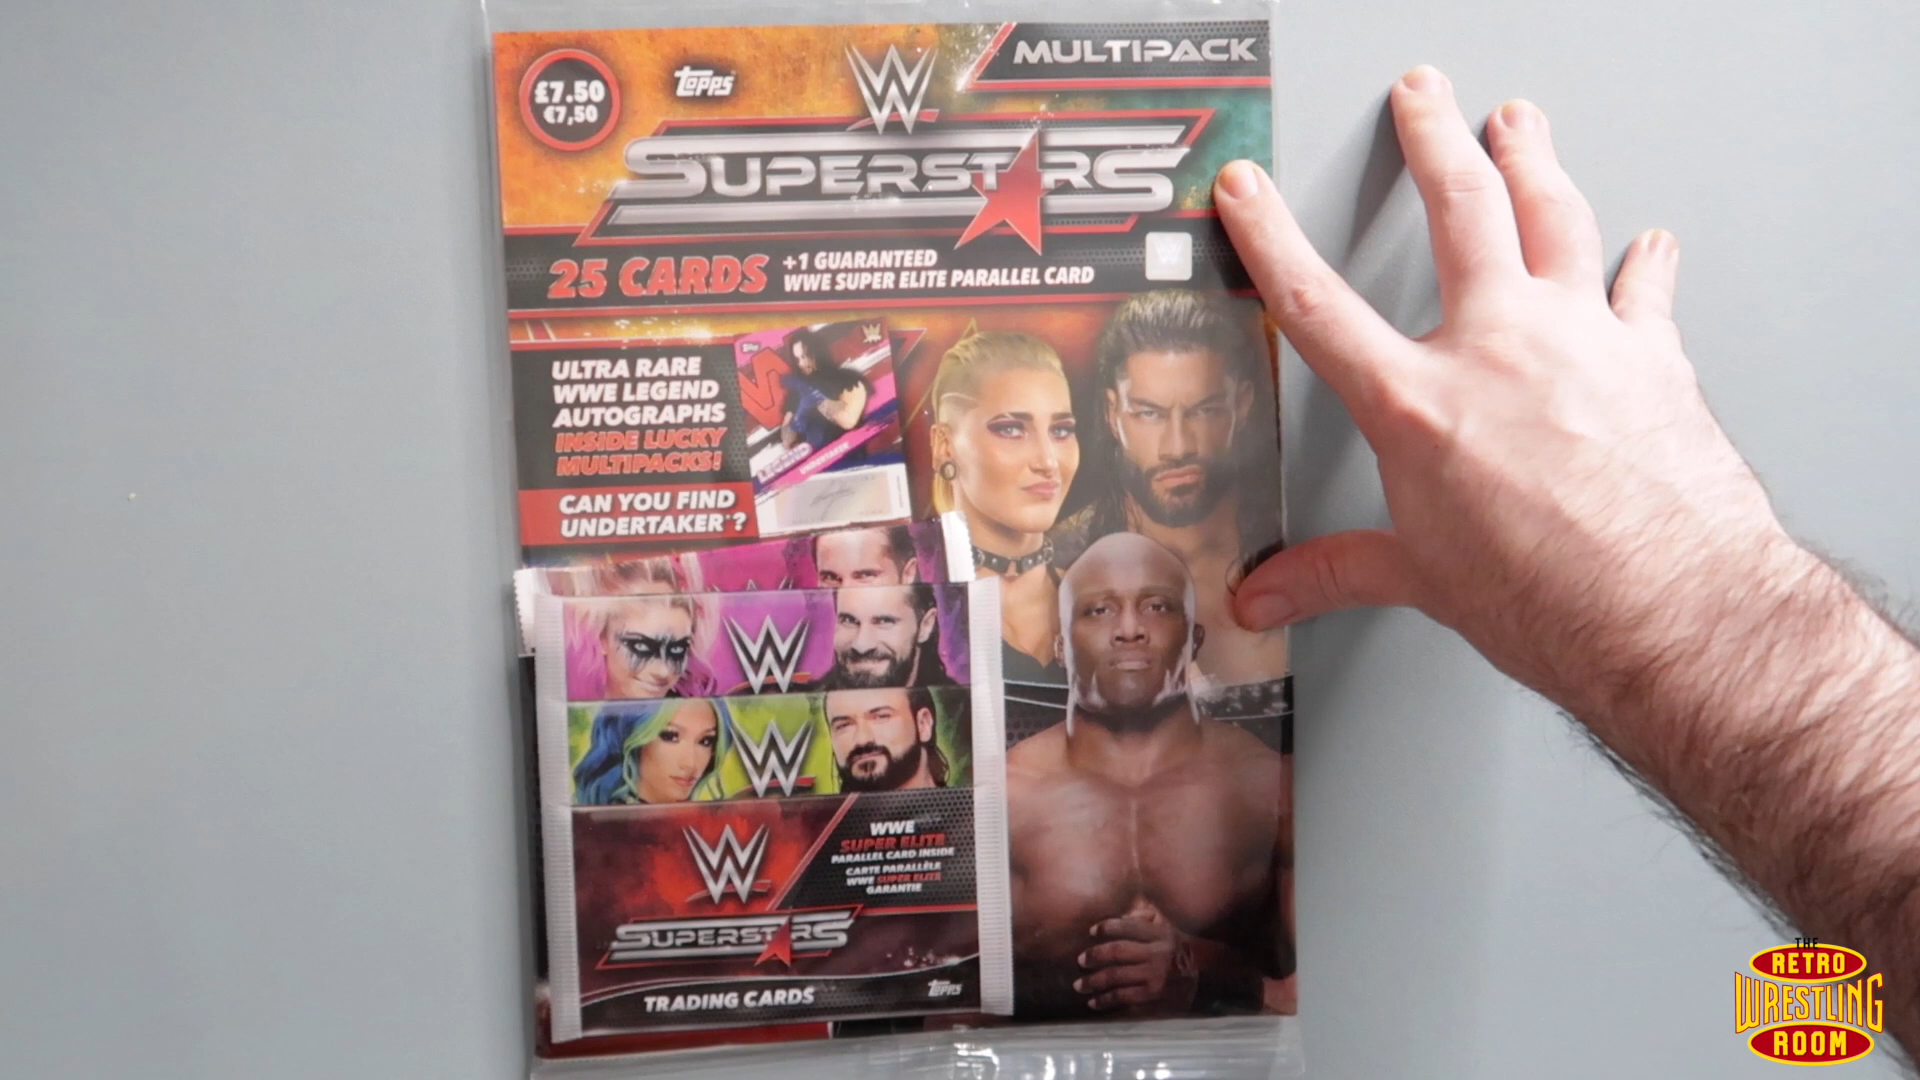 £7.50
€7,50
Topps
W
MULTIPACK
SUPERSTARS
25 CARDS
+1 GUARANTEED
WWE SUPER ELITE PARALLEL CARD
ULTRA RARE
WWE LEGEND
AUTOGRAPHS
INSIDE LUCKY
MULTIPACKS!
CAN YOU FIND
UNDERTAKER*?
LEGEND
UNDERTAKER
W
W
W
WWE
SUPER ELITE
PARALLEL CARD INSIDE
CARTE PARALLÈLE
WWE SUPER ELITE
GARANTIE
SUPERSTARS
TRADING CARDS
Topps
THE
RETRO
WRESTLING
ROOM